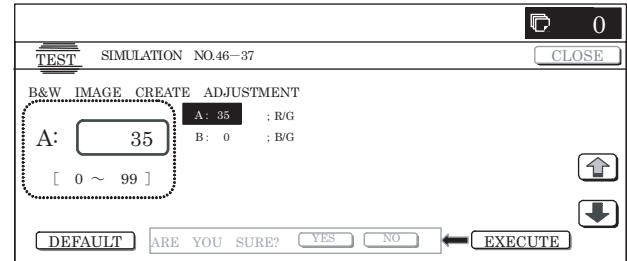 0
TEST SIMULATION NO.46-37 CLOSE
B&W IMAGE CREATE ADJUSTMENT
A: 35 ; R/G
A: 35 B: 0 ; B/G
[ 0 ～ 99 ]
DEFAULT ARE YOU SURE? YES NO EXECUTE